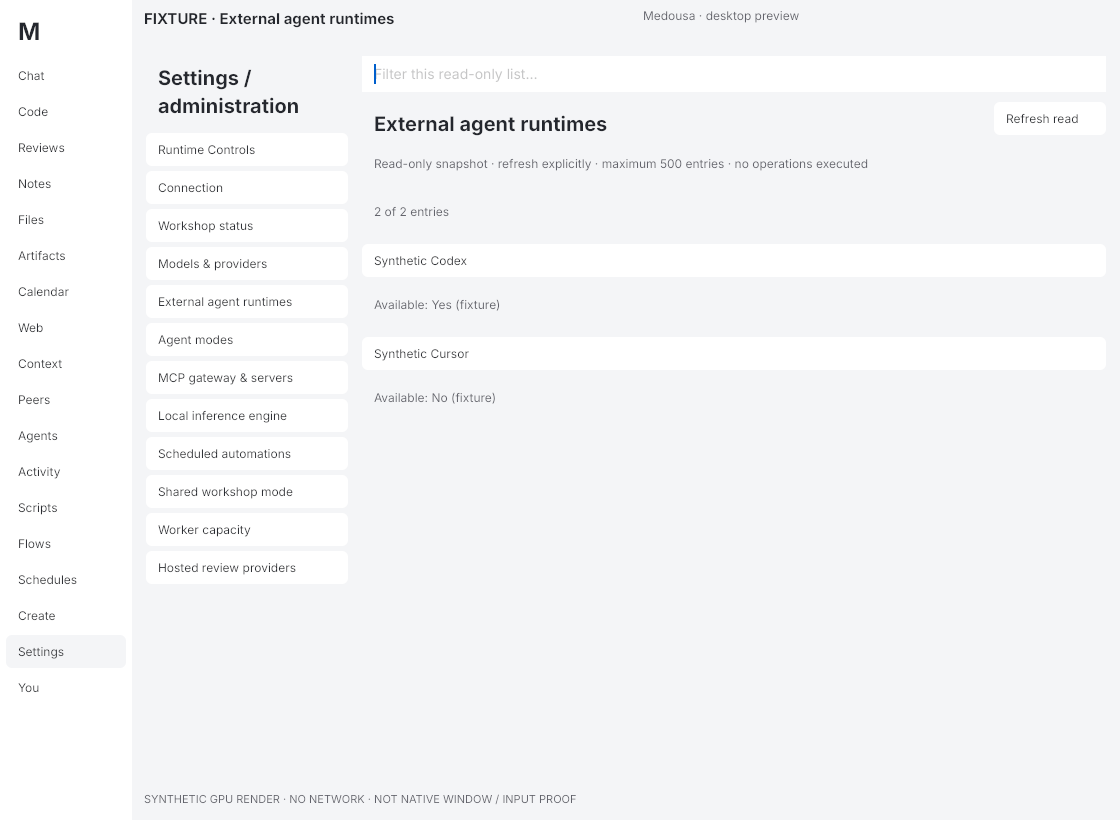 M
Chat
Code
Reviews
Notes
Files
Artifacts
Calendar
Web
Context
Peers
Agents
Activity
Scripts
Flows
Schedules
Create
Settings
You
FIXTURE · External agent runtimes
Medousa · desktop preview
Settings /
administration
Runtime Controls
Connection
Workshop status
Models & providers
External agent runtimes
Agent modes
MCP gateway & servers
Local inference engine
Scheduled automations
Shared workshop mode
Worker capacity
Hosted review providers
Filter this read-only list...
External agent runtimes
Refresh read
Read-only snapshot · refresh explicitly · maximum 500 entries · no operations executed
2 of 2 entries
Synthetic Codex
Available: Yes (fixture)
Synthetic Cursor
Available: No (fixture)
SYNTHETIC GPU RENDER · NO NETWORK · NOT NATIVE WINDOW / INPUT PROOF